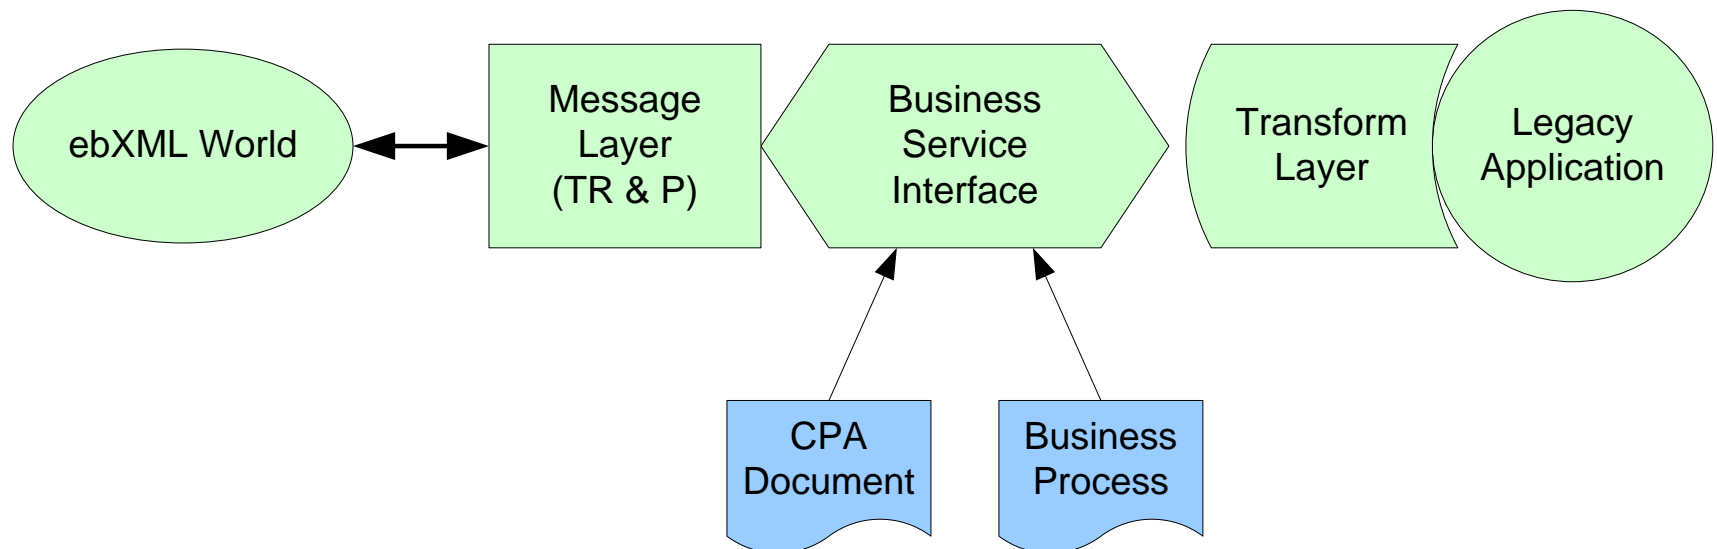 ebXML World
Message
Layer
(TR & P)
Business
Service
Interface
Transform
Layer
Legacy
Application
CPA
Document
Business
Process